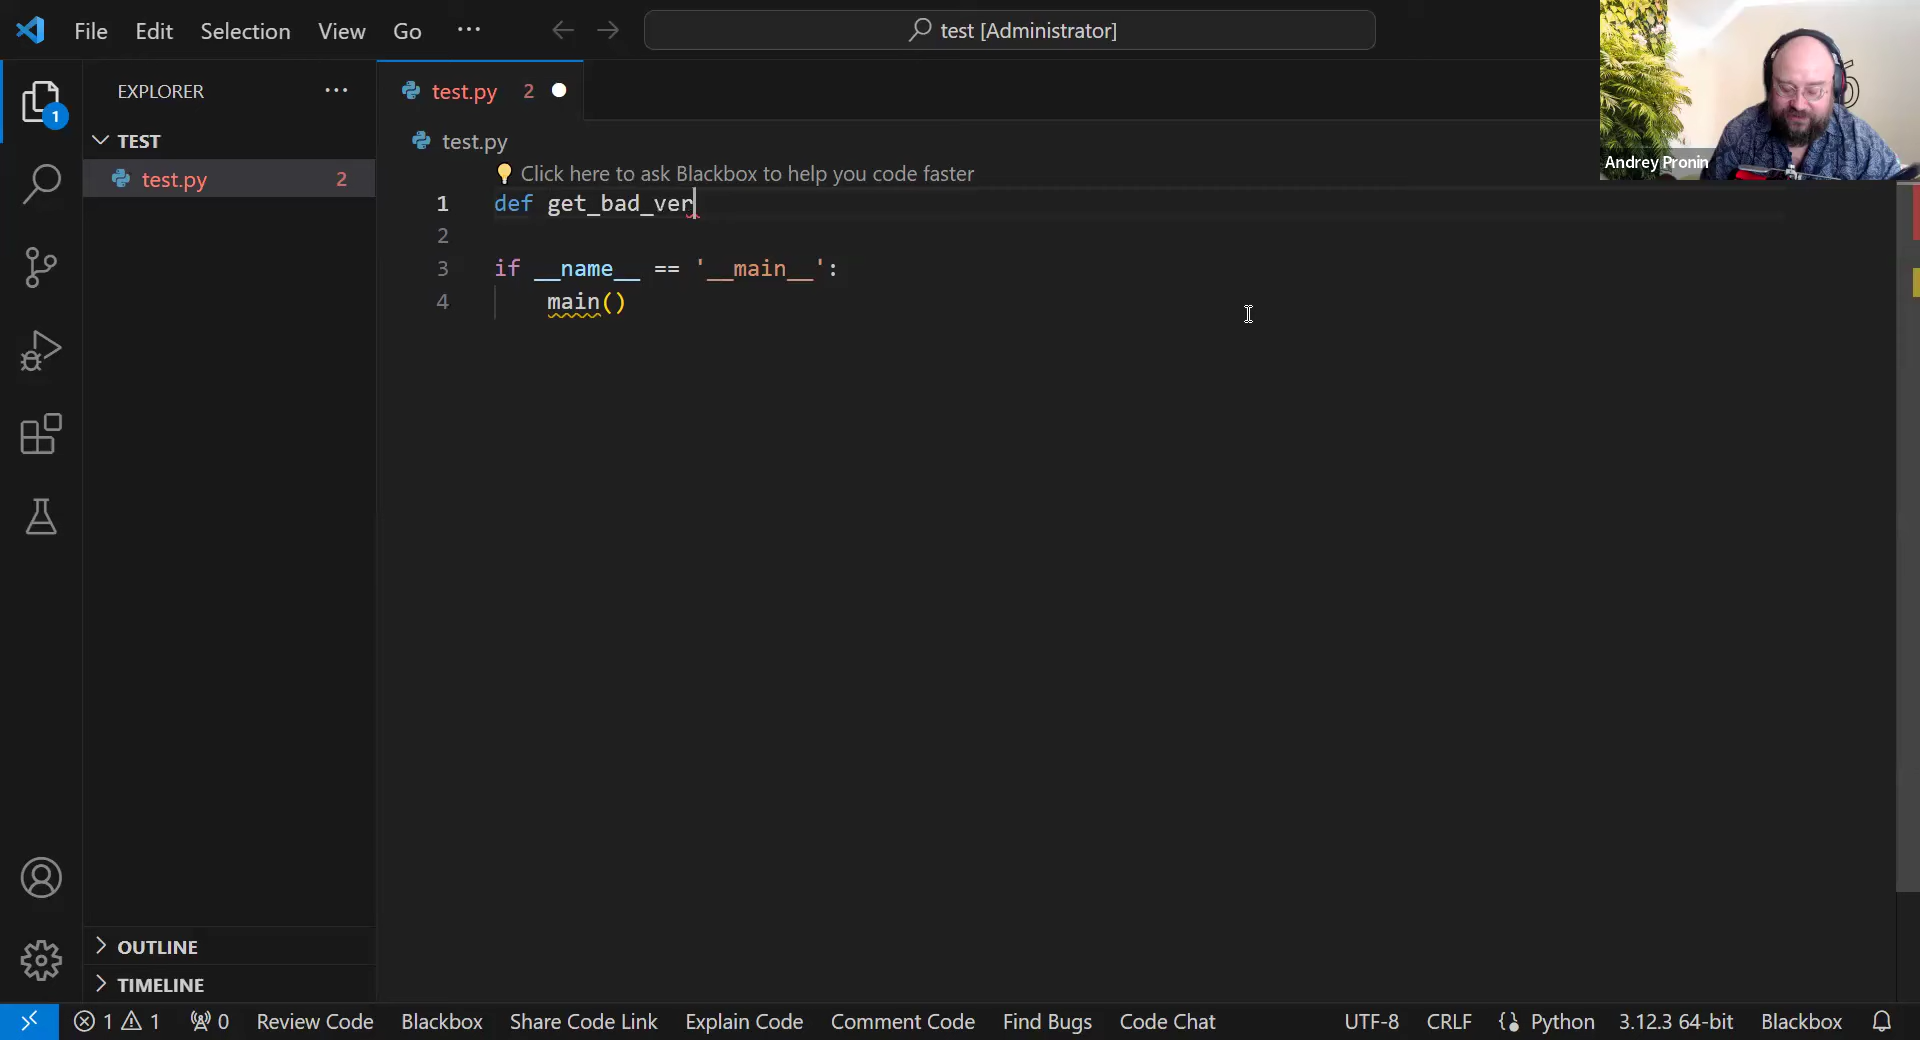 File Edit Selection View Go ··· test [Administrator]
EXPLORER ···
1
TEST
test.py 2
test.py 2
test.py
Click here to ask Blackbox to help you code faster
1 def get_bad_ver
2
3 if __name__ == '__main__':
4 main()
Andrey Pronin
OUTLINE
TIMELINE
1 1 0 Review Code Blackbox Share Code Link Explain Code Comment Code Find Bugs Code Chat UTF-8 CRLF {} Python 3.12.3 64-bit Blackbox